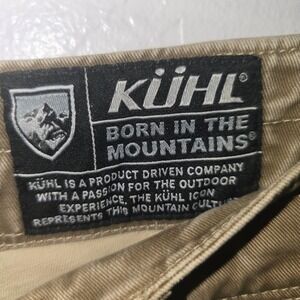 KÜHL®
BORN IN THE
MOUNTAINS®
KÜHL IS A PRODUCT DRIVEN COMPANY
WITH A PASSION FOR THE OUTDOOR
EXPERIENCE. THE KÜHL ICON
REPRESENTS THIS MOUNTAIN CULTURE